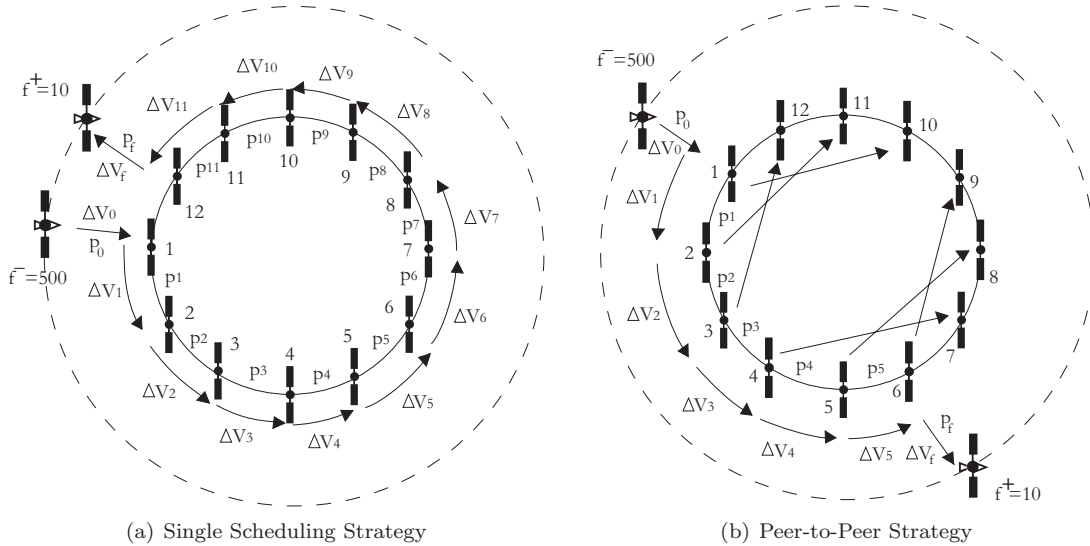 f⁺=10
ΔV11
ΔV10
ΔV9
ΔV8
pf
ΔVf
p11
p10
p9
p8
12
11
10
9
8
ΔV0
p0
f⁻=500
1
p7
7
ΔV7
p6
ΔV1
p1
2
p2
6
p5
ΔV6
3
p3
4
p4
5
ΔV2
ΔV3
ΔV4
ΔV5
(a) Single Scheduling Strategy
f⁻=500
p0
ΔV0
12
11
10
1
9
ΔV1
p1
2
8
p2
ΔV2
3
p3
7
4
p4
p5
5
6
ΔV3
ΔV4
ΔV5
pf
ΔVf
f⁺=10
(b) Peer-to-Peer Strategy